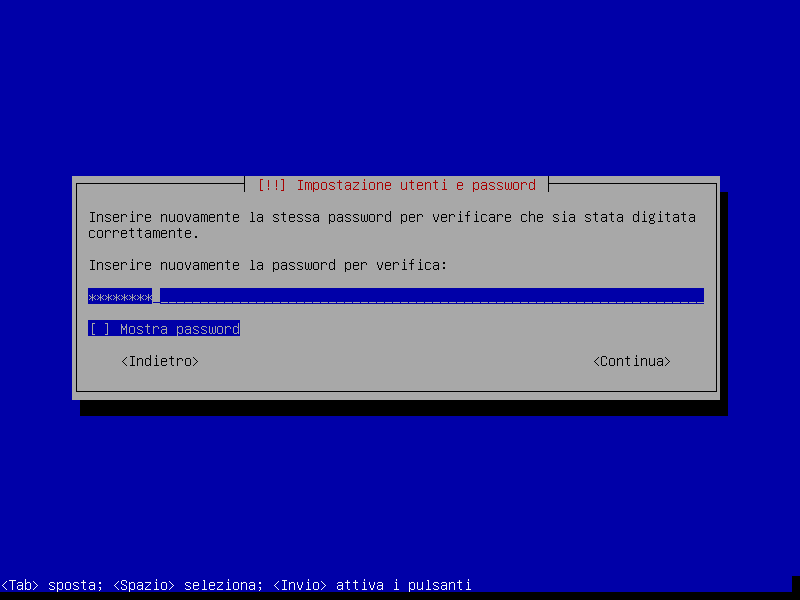 [!!] Impostazione utenti e password
Inserire nuovamente la stessa password per verificare che sia stata digitata
correttamente.
Inserire nuovamente la password per verifica:
********
[ ] Mostra password
<Indietro> <Continua>
<Tab> sposta; <Spazio> seleziona; <Invio> attiva i pulsanti